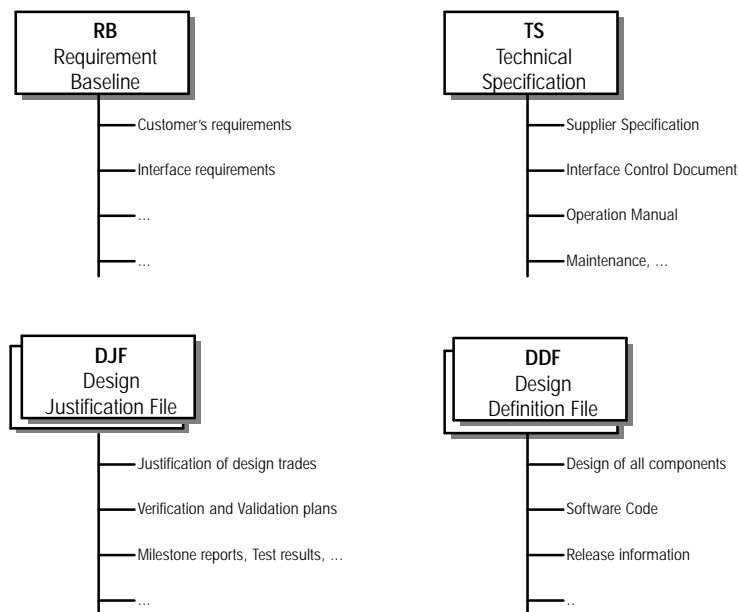 RB
Requirement
Baseline
Customer’s requirements
Interface requirements
...
...
TS
Technical
Specification
Supplier Specification
Interface Control Document
Operation Manual
Maintenance, ...
DJF
Design
Justification File
Justification of design trades
Verification and Validation plans
Milestone reports, Test results, ...
...
DDF
Design
Definition File
Design of all components
Software Code
Release information
..